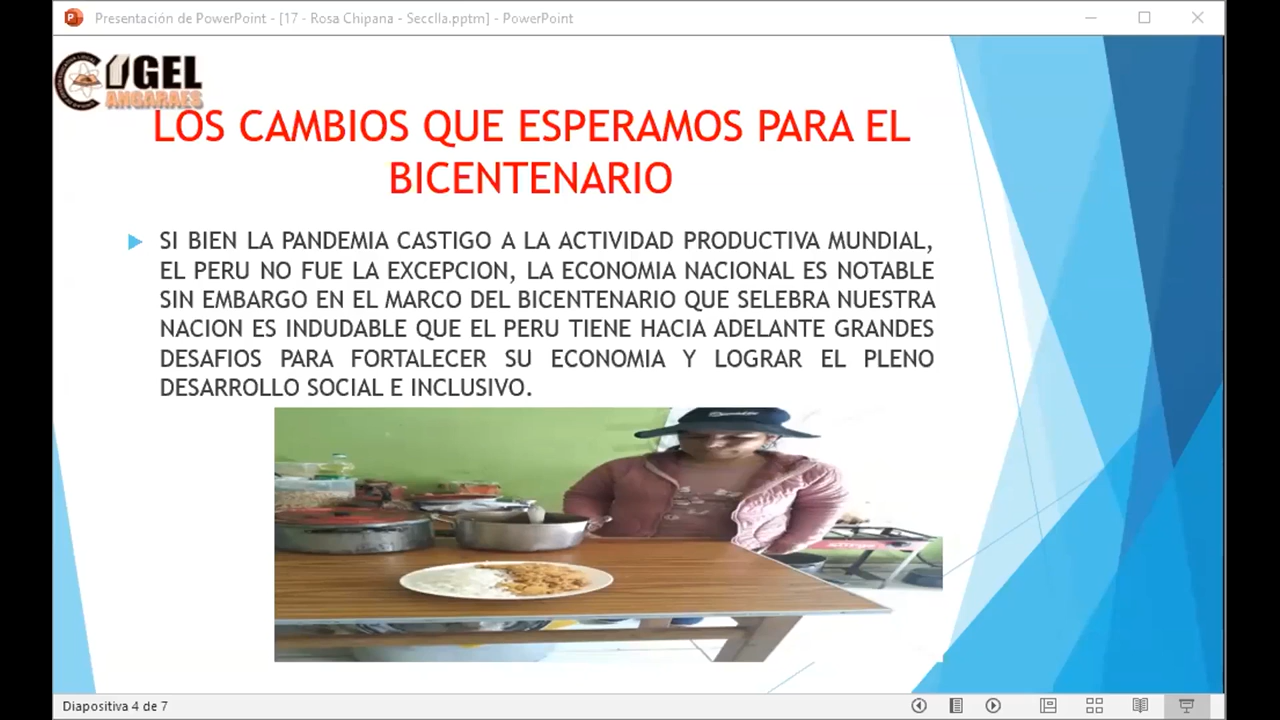 Presentación de PowerPoint - [17 - Rosa Chipana - Secclla.pptm] - PowerPoint
UGEL
ANGARAES
LOS CAMBIOS QUE ESPERAMOS PARA EL
BICENTENARIO
SI BIEN LA PANDEMIA CASTIGO A LA ACTIVIDAD PRODUCTIVA MUNDIAL,
EL PERU NO FUE LA EXCEPCION, LA ECONOMIA NACIONAL ES NOTABLE
SIN EMBARGO EN EL MARCO DEL BICENTENARIO QUE SELEBRA NUESTRA
NACION ES INDUDABLE QUE EL PERU TIENE HACIA ADELANTE GRANDES
DESAFIOS PARA FORTALECER SU ECONOMIA Y LOGRAR EL PLENO
DESARROLLO SOCIAL E INCLUSIVO.
Diapositiva 4 de 7